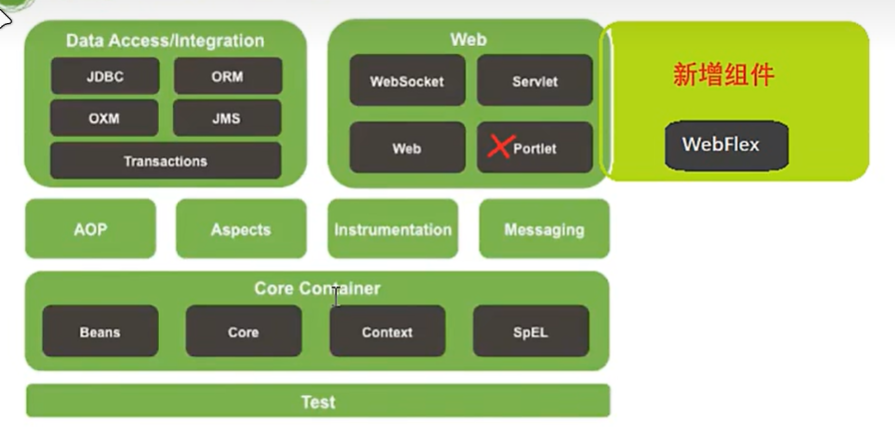 Data Access/Integration
JDBC
ORM
OXM
JMS
Transactions
Web
WebSocket
Servlet
Web
Portlet
新增组件
WebFlex
AOP
Aspects
Instrumentation
Messaging
Core Container
Beans
Core
Context
SpEL
Test